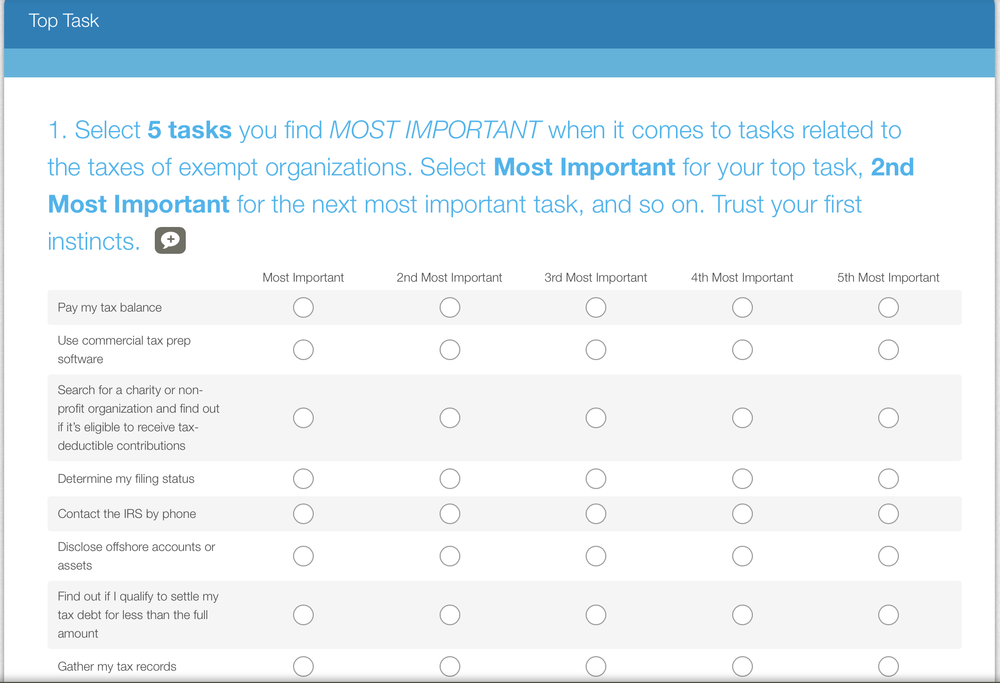 Top Task
1. Select 5 tasks you find MOST IMPORTANT when it comes to tasks related to
the taxes of exempt organizations. Select Most Important for your top task, 2nd
Most Important for the next most important task, and so on. Trust your first
instincts.
Most Important 2nd Most Important 3rd Most Important 4th Most Important 5th Most Important
Pay my tax balance
Use commercial tax prep
software
Search for a charity or non-
profit organization and find out
if it’s eligible to receive tax-
deductible contributions
Determine my filing status
Contact the IRS by phone
Disclose offshore accounts or
assets
Find out if I qualify to settle my
tax debt for less than the full
amount
Gather my tax records